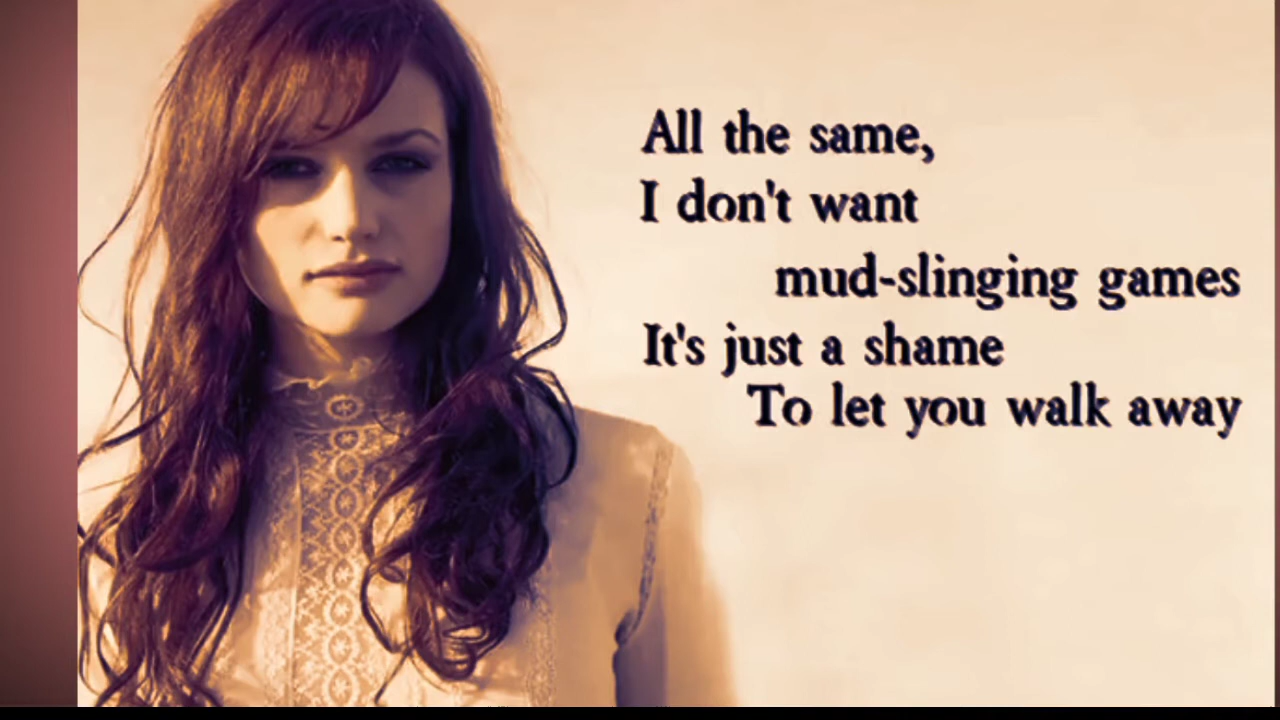 All the same,
I don't want
mud-slinging games
It's just a shame
To let you walk away